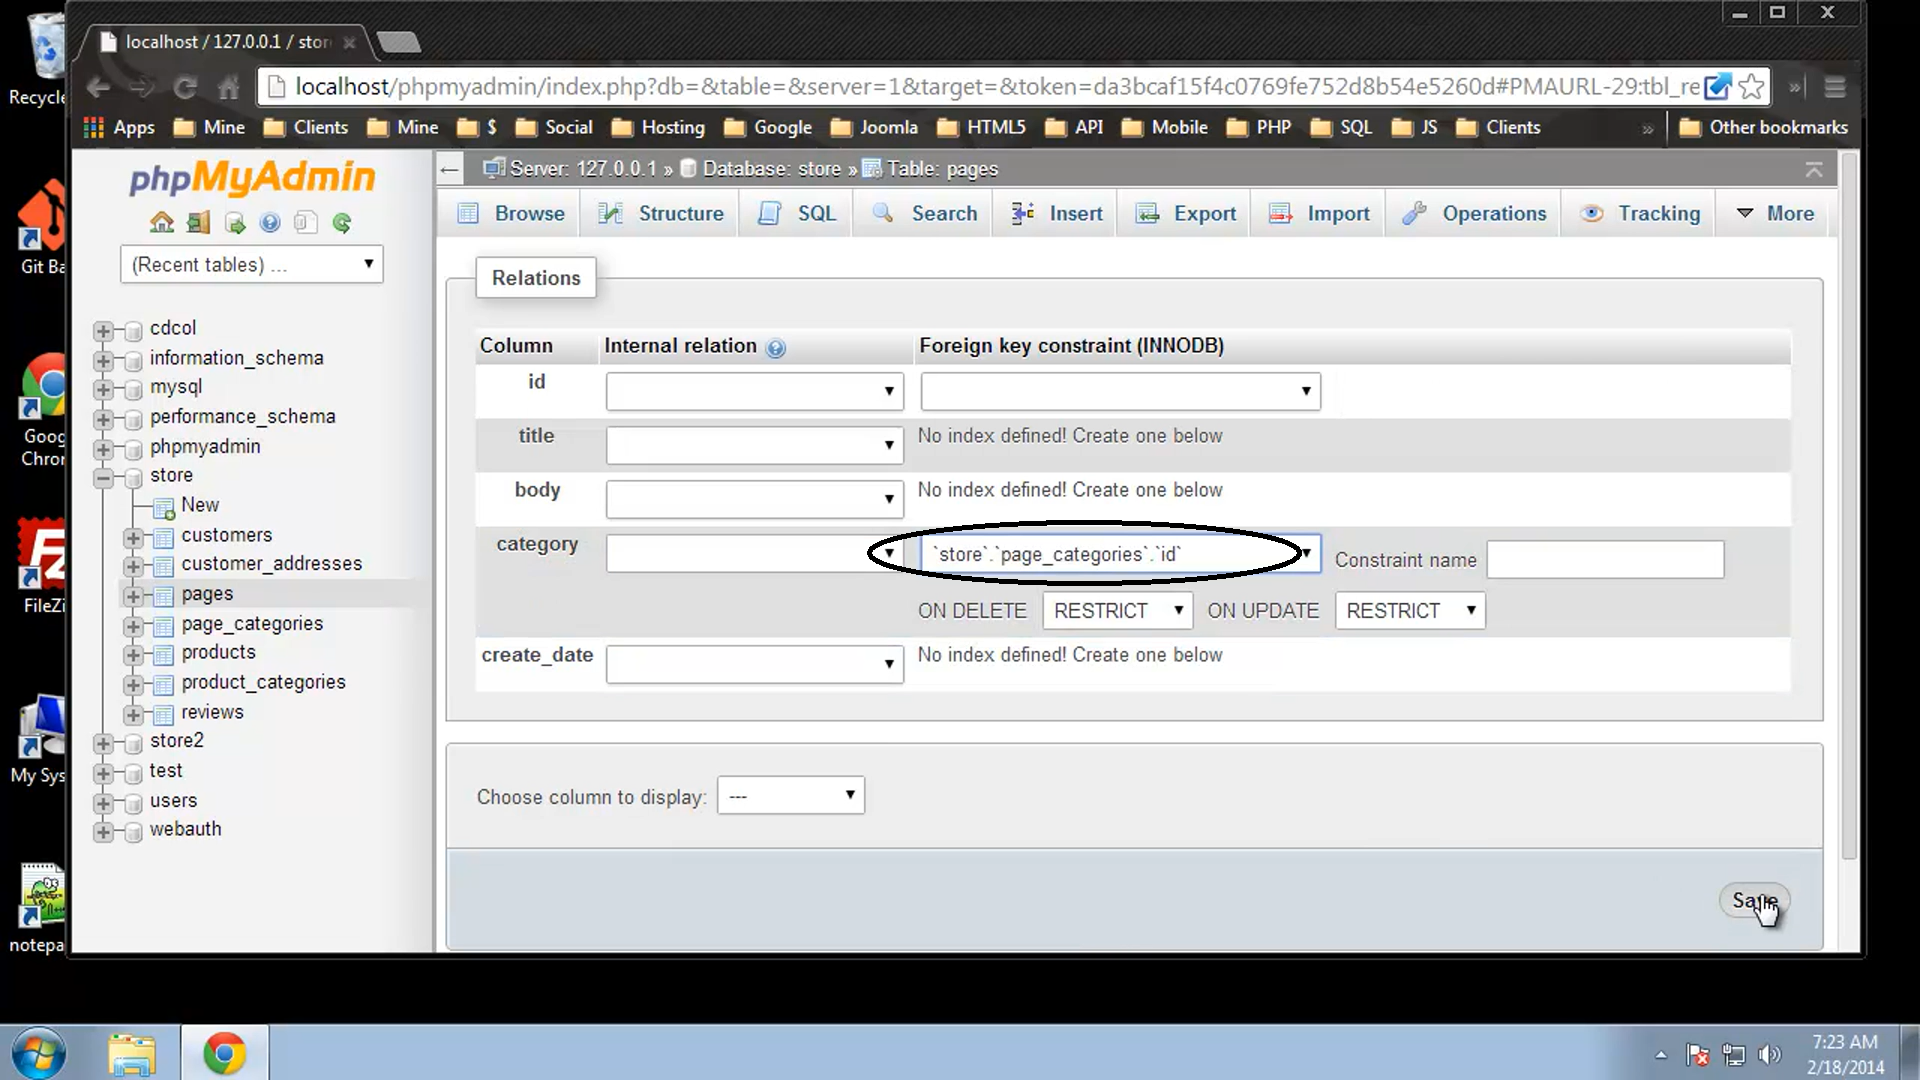 localhost / 127.0.0.1 / stor
localhost/phpmyadmin/index.php?db=&table=&server=1&target=&token=da3bcaf15f4c0769fe752d8b54e5260d#PMAURL-29:tbl_re
Apps Mine Clients Mine $ Social Hosting Google Joomla HTML5 API Mobile PHP SQL JS Clients » Other bookmarks
Recycle
Git Ba
Goog
Chron
FileZi
My Sys
notepa
phpMyAdmin
(Recent tables) ...
cdcol
information_schema
mysql
performance_schema
phpmyadmin
store
New
customers
customer_addresses
pages
page_categories
products
product_categories
reviews
store2
test
users
webauth
Server: 127.0.0.1 » Database: store » Table: pages
Browse Structure SQL Search Insert Export Import Operations Tracking More
Relations
Column Internal relation Foreign key constraint (INNODB)
id
title No index defined! Create one below
body No index defined! Create one below
category `store`.`page_categories`.`id` Constraint name
ON DELETE RESTRICT ON UPDATE RESTRICT
create_date No index defined! Create one below
Choose column to display: ---
Save
7:23 AM
2/18/2014